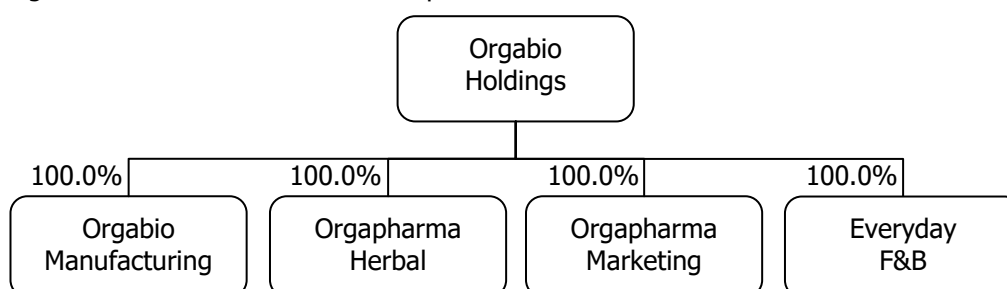 Orgabio
Holdings
100.0%
100.0%
100.0%
100.0%
Orgabio
Manufacturing
Orgapharma
Herbal
Orgapharma
Marketing
Everyday
F&B